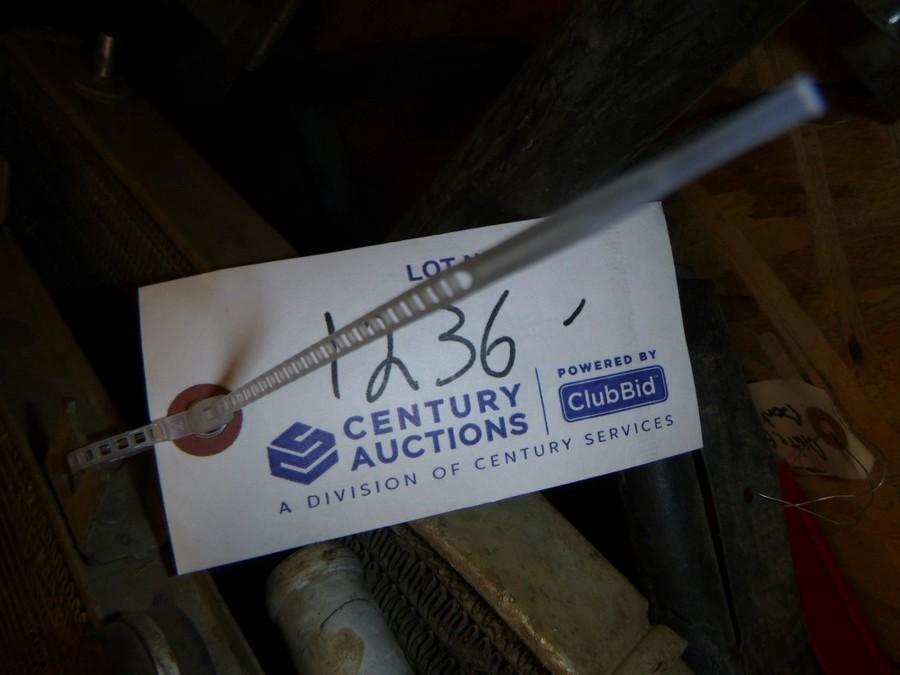 LOT
1236
CENTURY
AUCTIONS
POWERED BY
ClubBid
A DIVISION OF CENTURY SERVICES